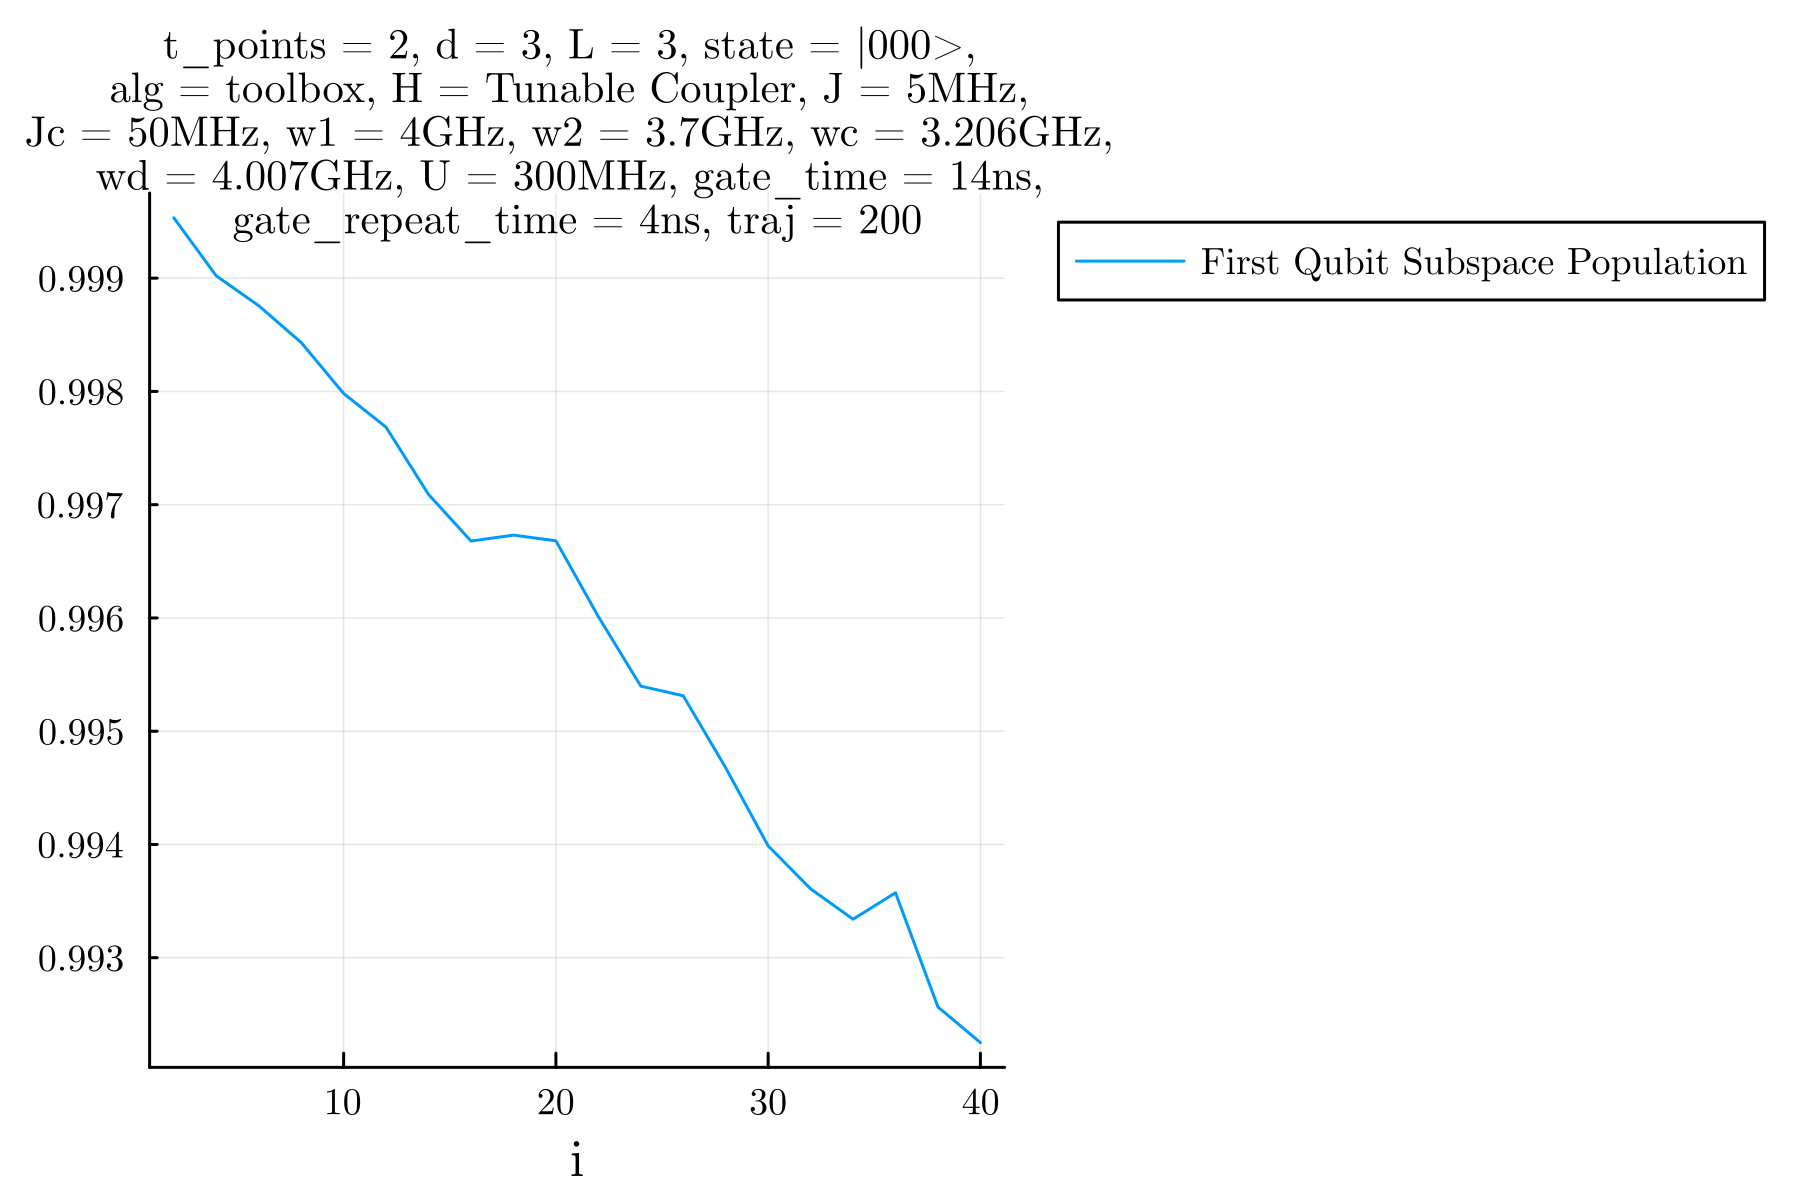 t_points = 2, d = 3, L = 3, state = |000>,
alg = toolbox, H = Tunable Coupler, J = 5MHz,
Jc = 50MHz, w1 = 4GHz, w2 = 3.7GHz, wc = 3.206GHz,
wd = 4.007GHz, U = 300MHz, gate_time = 14ns,
gate_repeat_time = 4ns, traj = 200
First Qubit Subspace Population
0.999
0.998
0.997
0.996
0.995
0.994
0.993
10 20 30 40
i